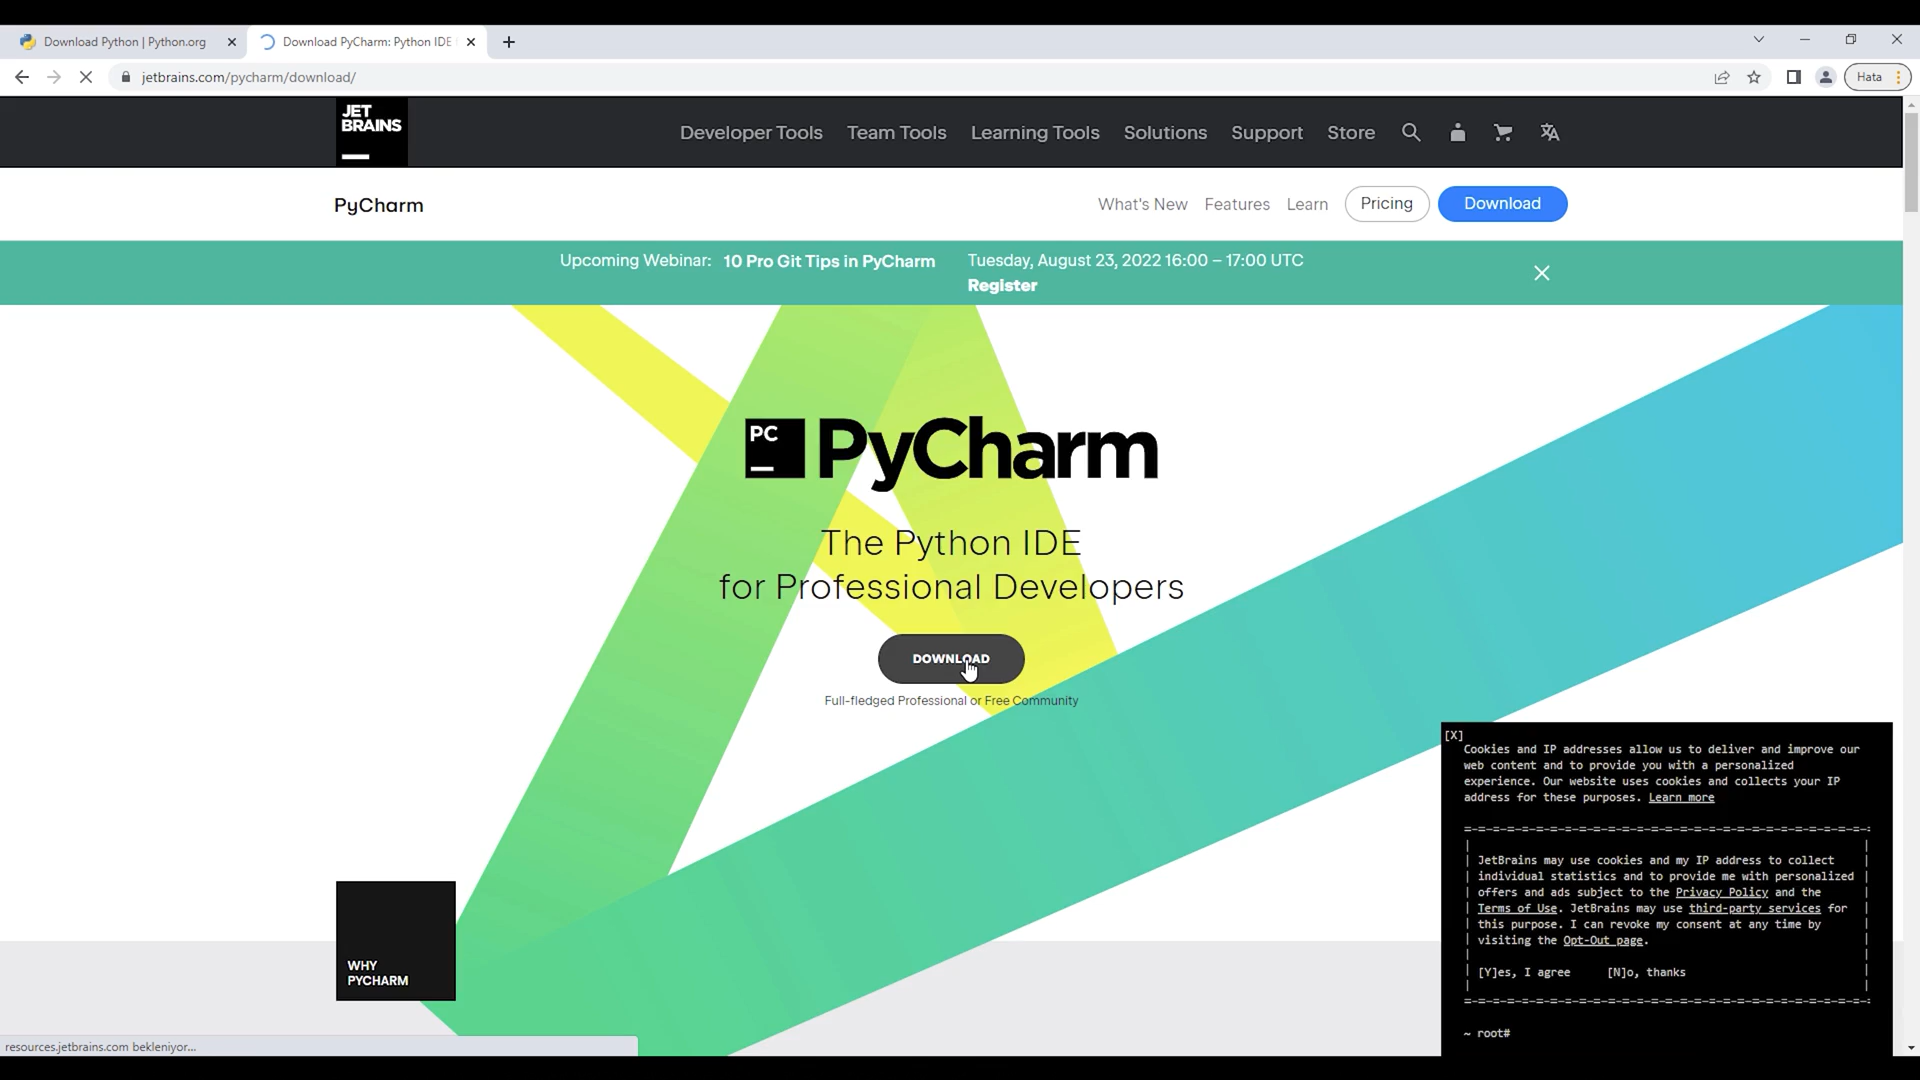 Download Python | Python.org
Download PyCharm: Python IDE
jetbrains.com/pycharm/download/
Hata
JET
BRAINS
Developer Tools
Team Tools
Learning Tools
Solutions
Support
Store
PyCharm
What's New
Features
Learn
Pricing
Download
Upcoming Webinar: 10 Pro Git Tips in PyCharm
Tuesday, August 23, 2022 16:00 – 17:00 UTC
Register
PC
PyCharm
The Python IDE
for Professional Developers
DOWNLOAD
Full-fledged Professional or Free Community
WHY
PYCHARM
[X]
Cookies and IP addresses allow us to deliver and improve our
web content and to provide you with a personalized
experience. Our website uses cookies and collects your IP
address for these purposes. Learn more
JetBrains may use cookies and my IP address to collect
individual statistics and to provide me with personalized
offers and ads subject to the Privacy Policy and the
Terms of Use. JetBrains may use third-party services for
this purpose. I can revoke my consent at any time by
visiting the Opt-Out page.
[Y]es, I agree [N]o, thanks
~ root#
resources.jetbrains.com bekleniyor...